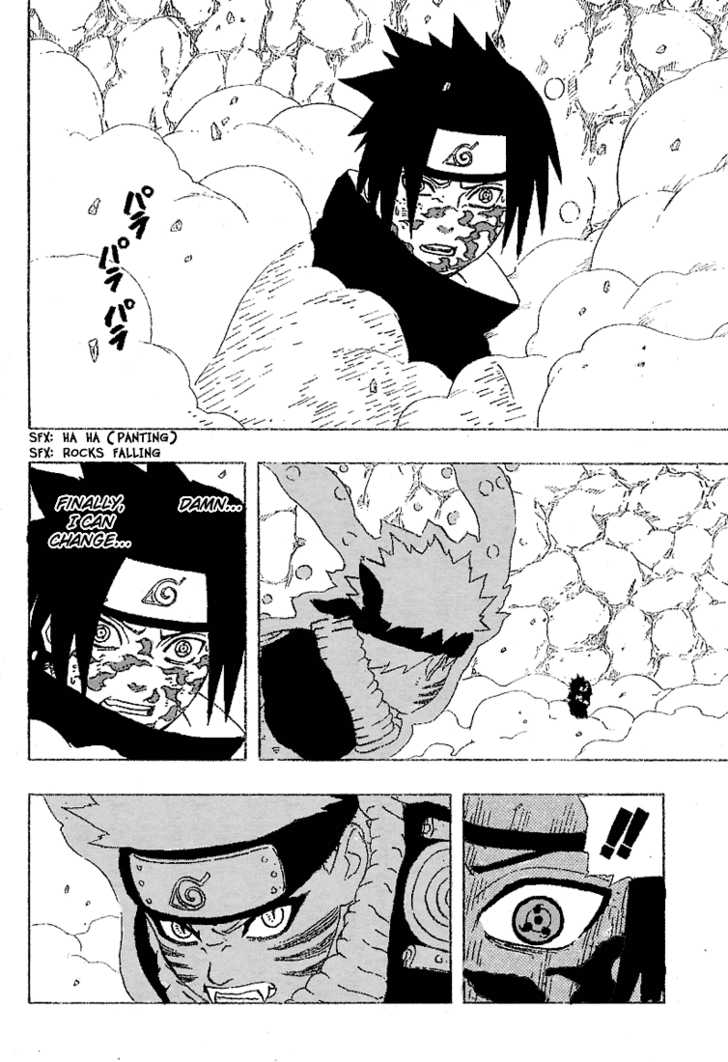 パラ
パラ
パラ
SFX: HA HA (PANTING)
SFX: ROCKS FALLING
DAMN...
FINALLY,
I CAN
CHANGE...
!!